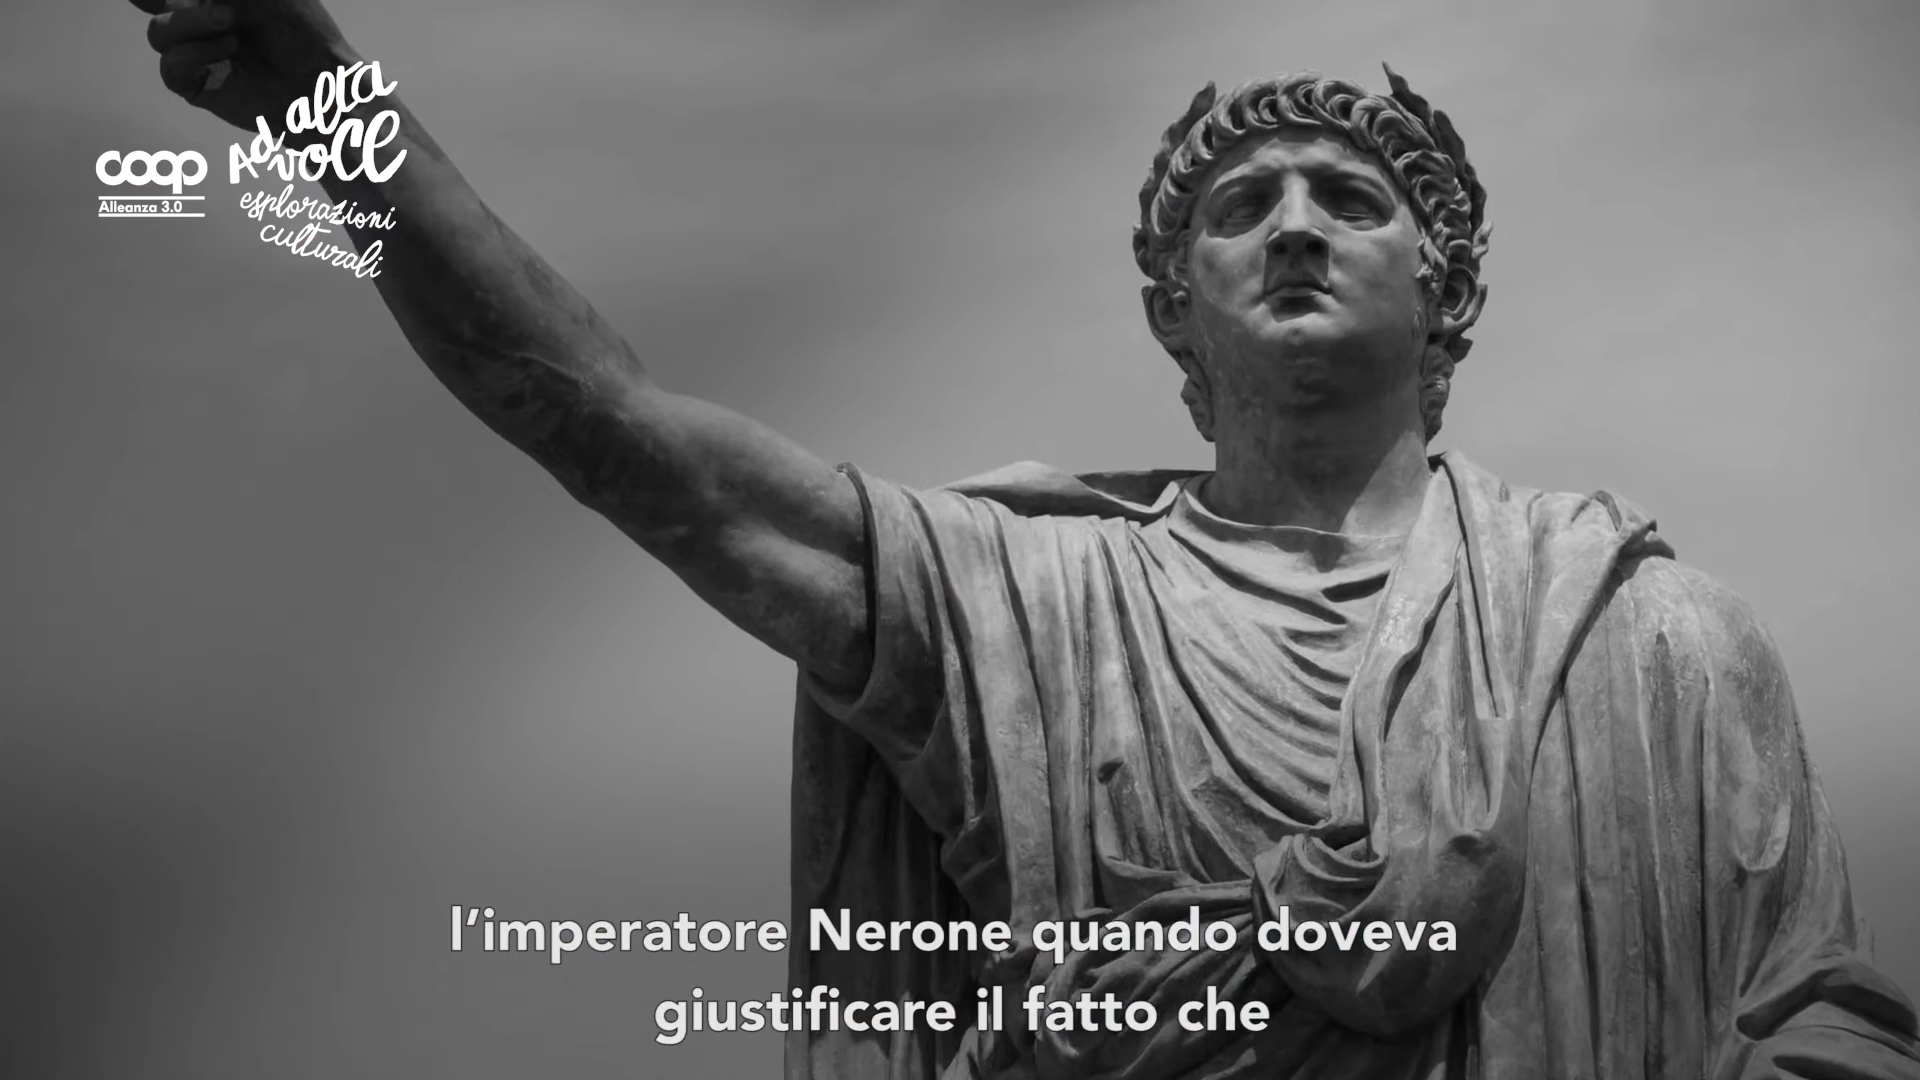 coop
Alleanza 3.0
Ad alta
voce
esplorazioni
culturali
l'imperatore Nerone quando doveva
giustificare il fatto che